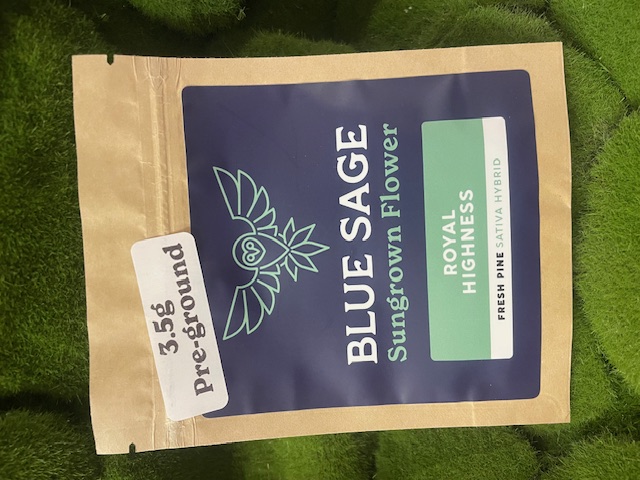 3.5g
Pre-ground
BLUE SAGE
Sungrown Flower
ROYAL
HIGHNESS
FRESH PINE SATIVA HYBRID